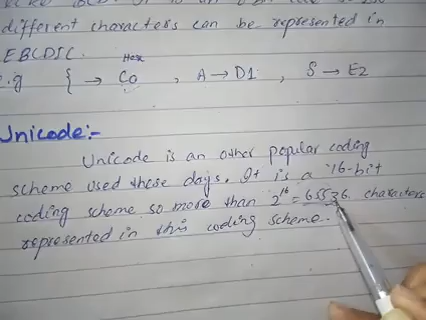 different characters can be represented in
EBCDIC.
e.g { → C0 , A → D1 , S → E2
Hex
Unicode:-
Unicode is an other popular coding
scheme used these days. It is a 16-bit
coding scheme so more than 2^16 = 65536 characters
represented in this coding scheme.